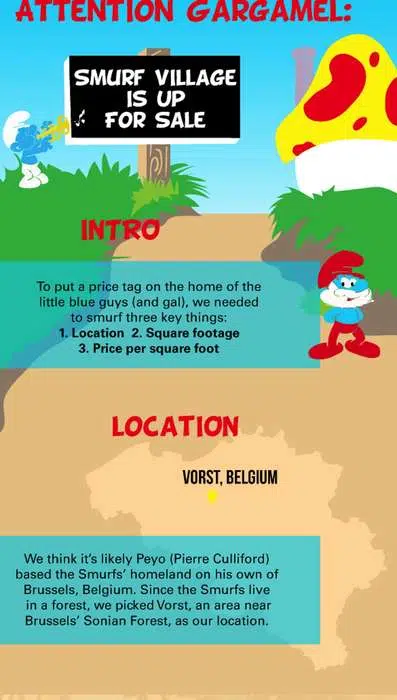 ATTENTION GARGAMEL:
SMURF VILLAGE
IS UP
FOR SALE
INTRO
To put a price tag on the home of the
little blue guys (and gal), we needed
to smurf three key things:
1. Location 2. Square footage
3. Price per square foot
LOCATION
VORST, BELGIUM
We think it's likely Peyo (Pierre Culliford)
based the Smurfs' homeland on his own of
Brussels, Belgium. Since the Smurfs live
in a forest, we picked Vorst, an area near
Brussels' Sonian Forest, as our location.